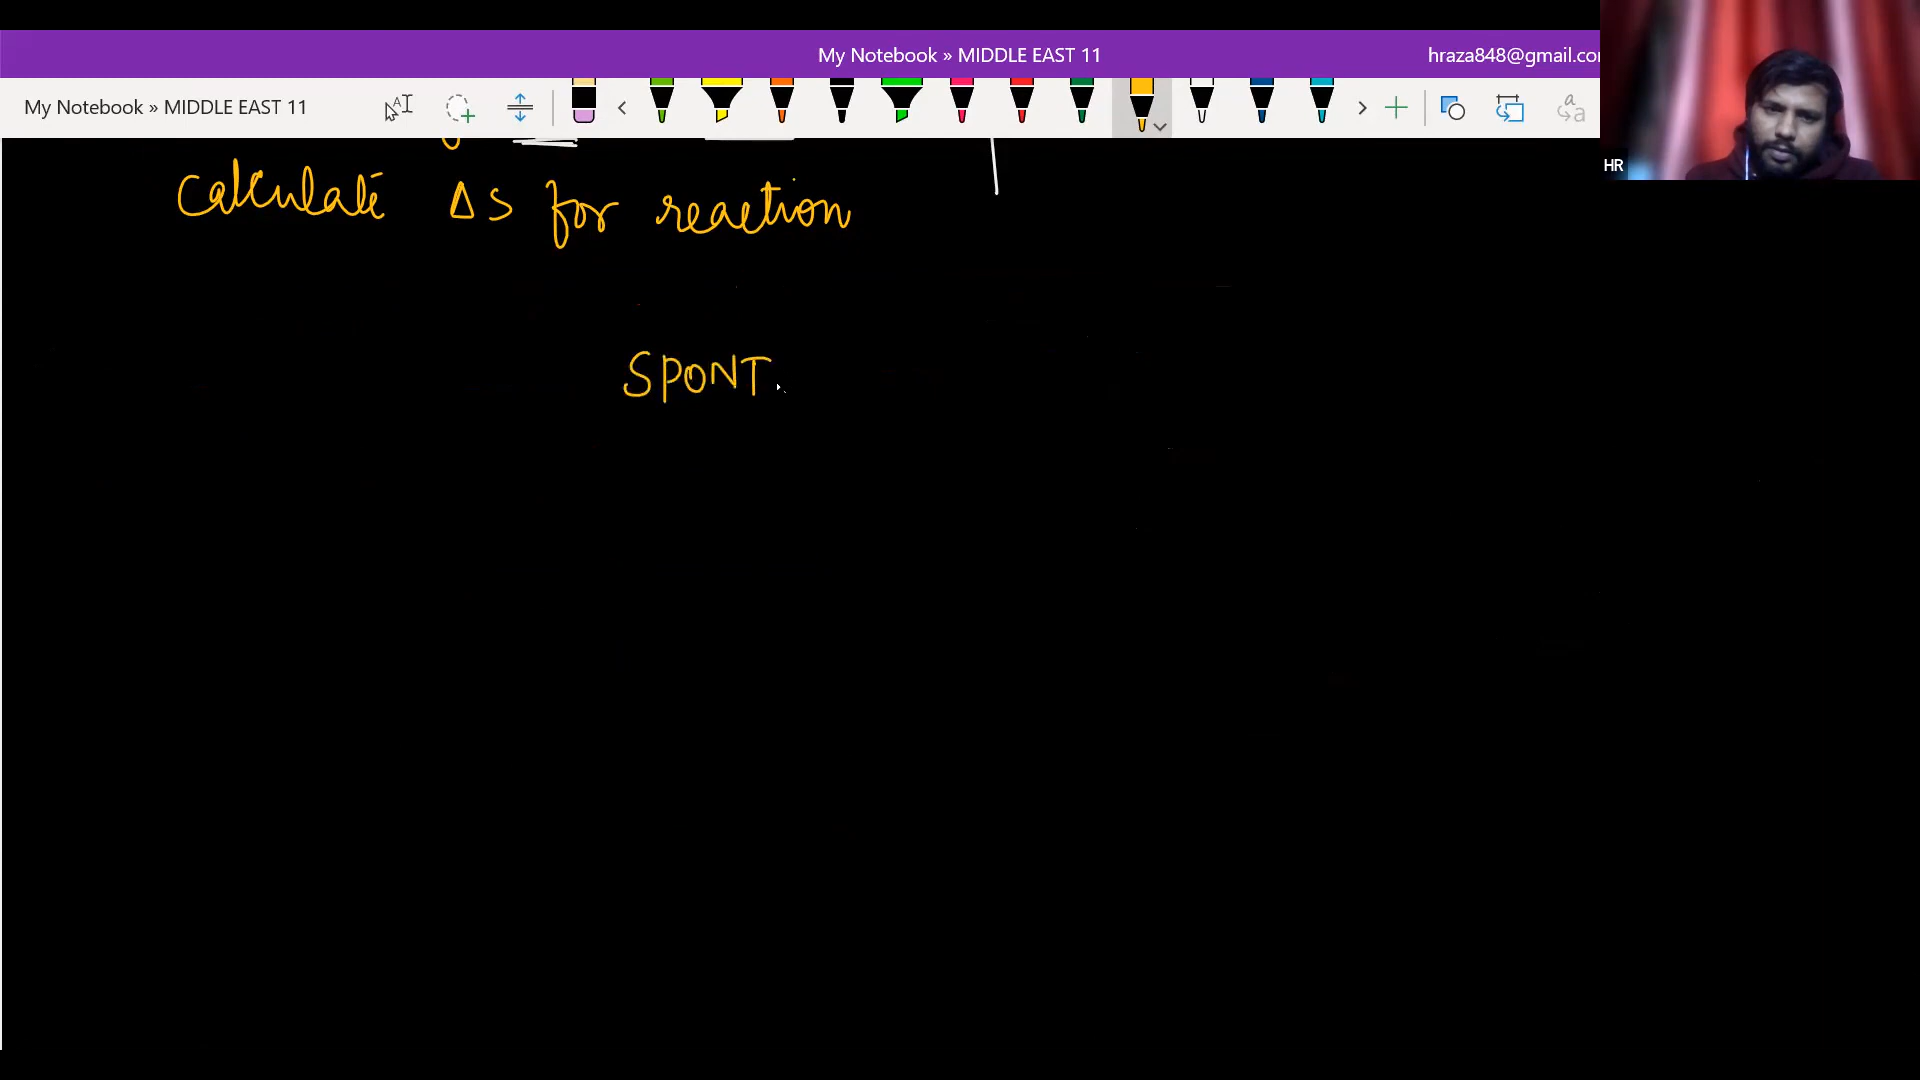 My Notebook » MIDDLE EAST 11
hraza848@gmail.co
My Notebook » MIDDLE EAST 11
HR
Calculate ΔS for reaction
SPONT